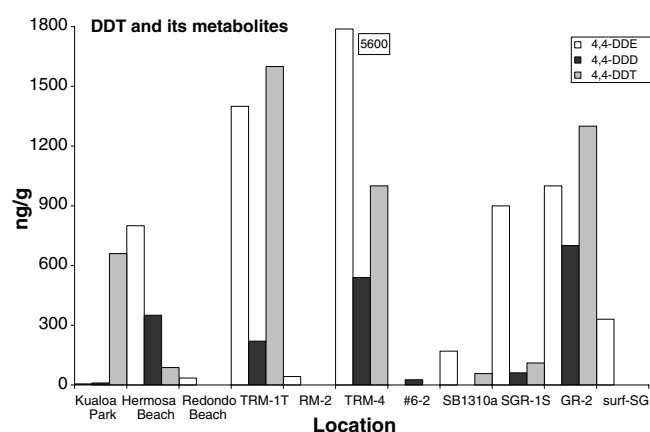 DDT and its metabolites
1800
1500
1200
900
600
300
0
ng/g
5600
4,4-DDE
4,4-DDD
4,4-DDT
Kualoa Park
Hermosa Beach
Redondo Beach
TRM-1T
RM-2
TRM-4
#6-2
SB1310a
SGR-1S
GR-2
surf-SG
Location